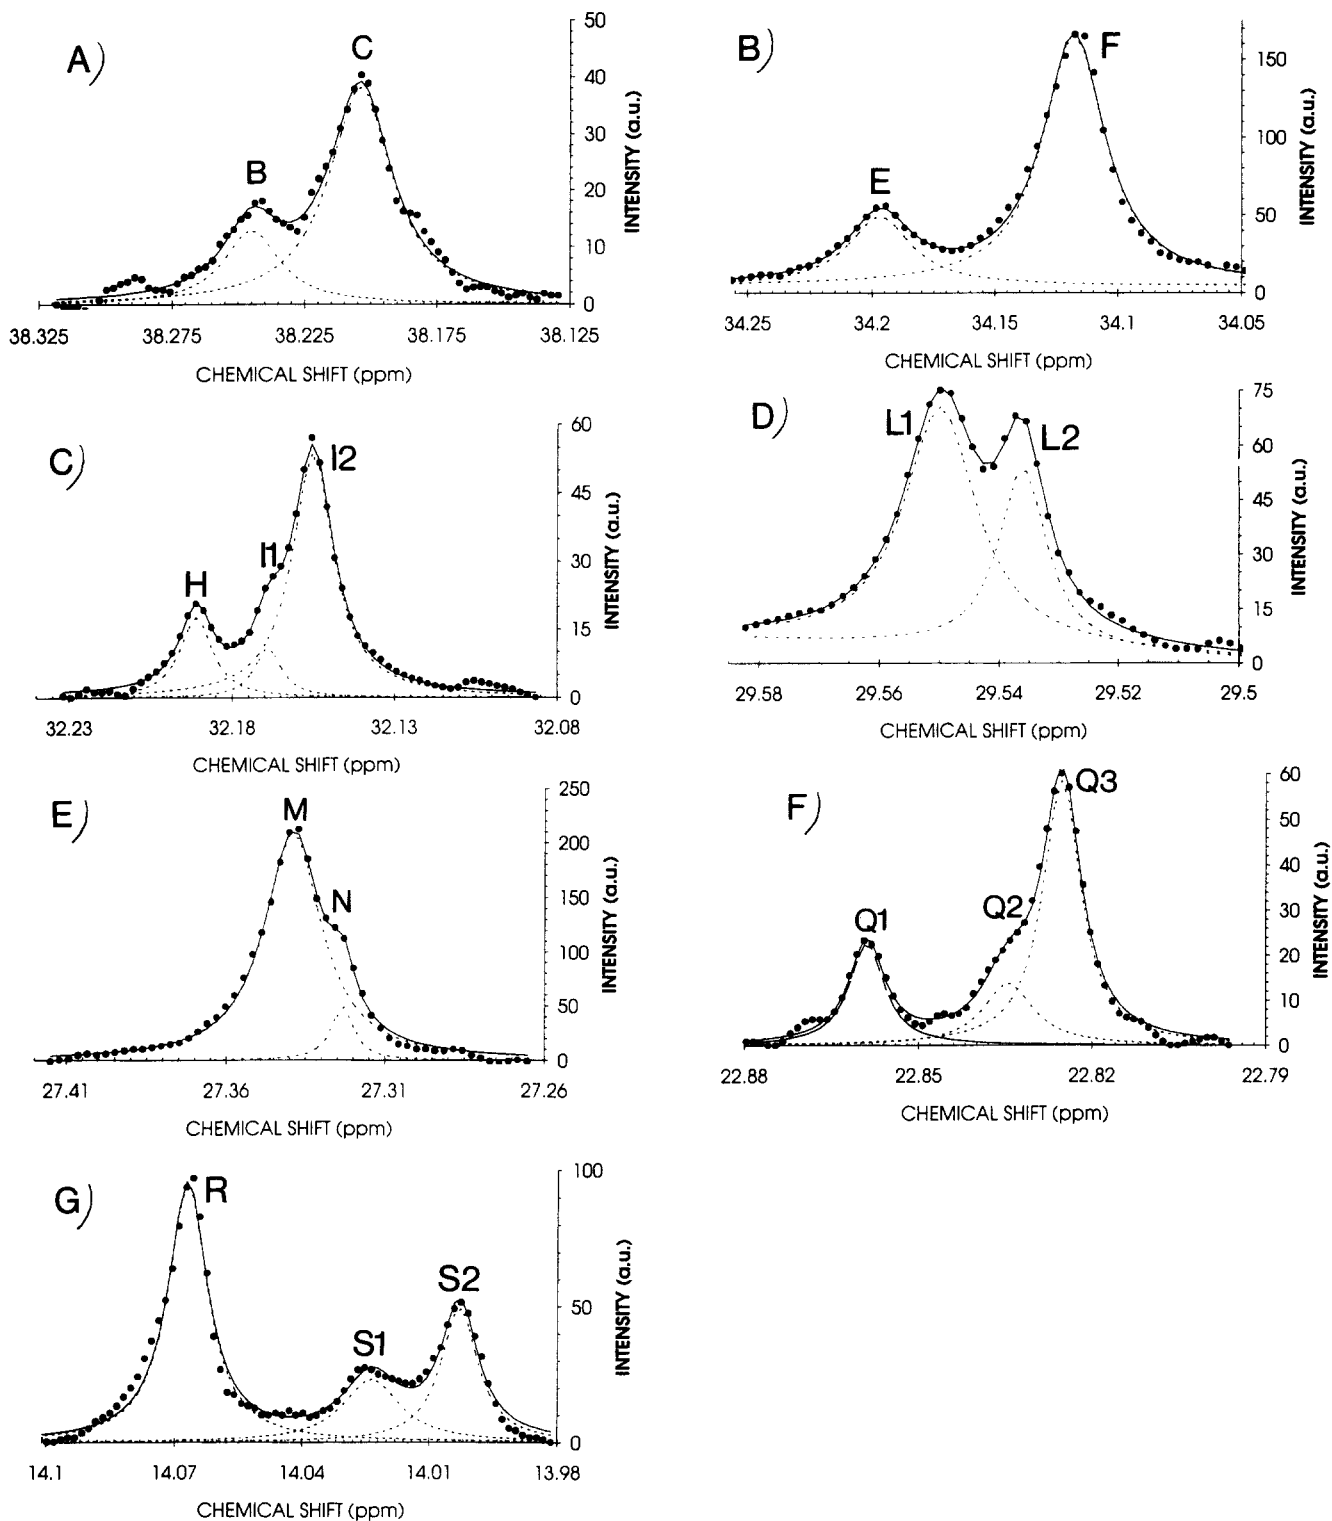 A)
B
C
50
40
30
20
10
0
INTENSITY (a.u.)
38.325 38.275 38.225 38.175 38.125
CHEMICAL SHIFT (ppm)
B)
E
F
150
100
50
0
INTENSITY (a.u.)
34.25 34.2 34.15 34.1 34.05
CHEMICAL SHIFT (ppm)
C)
H
I1
I2
60
45
30
15
0
INTENSITY (a.u.)
32.23 32.18 32.13 32.08
CHEMICAL SHIFT (ppm)
D)
L1
L2
75
60
45
30
15
0
INTENSITY (a.u.)
29.58 29.56 29.54 29.52 29.5
CHEMICAL SHIFT (ppm)
E)
M
N
250
200
150
100
50
0
INTENSITY (a.u.)
27.41 27.36 27.31 27.26
CHEMICAL SHIFT (ppm)
F)
Q1
Q2
Q3
60
50
40
30
20
10
0
INTENSITY (a.u.)
22.88 22.85 22.82 22.79
CHEMICAL SHIFT (ppm)
G)
R
S1
S2
100
50
0
INTENSITY (a.u.)
14.1 14.07 14.04 14.01 13.98
CHEMICAL SHIFT (ppm)